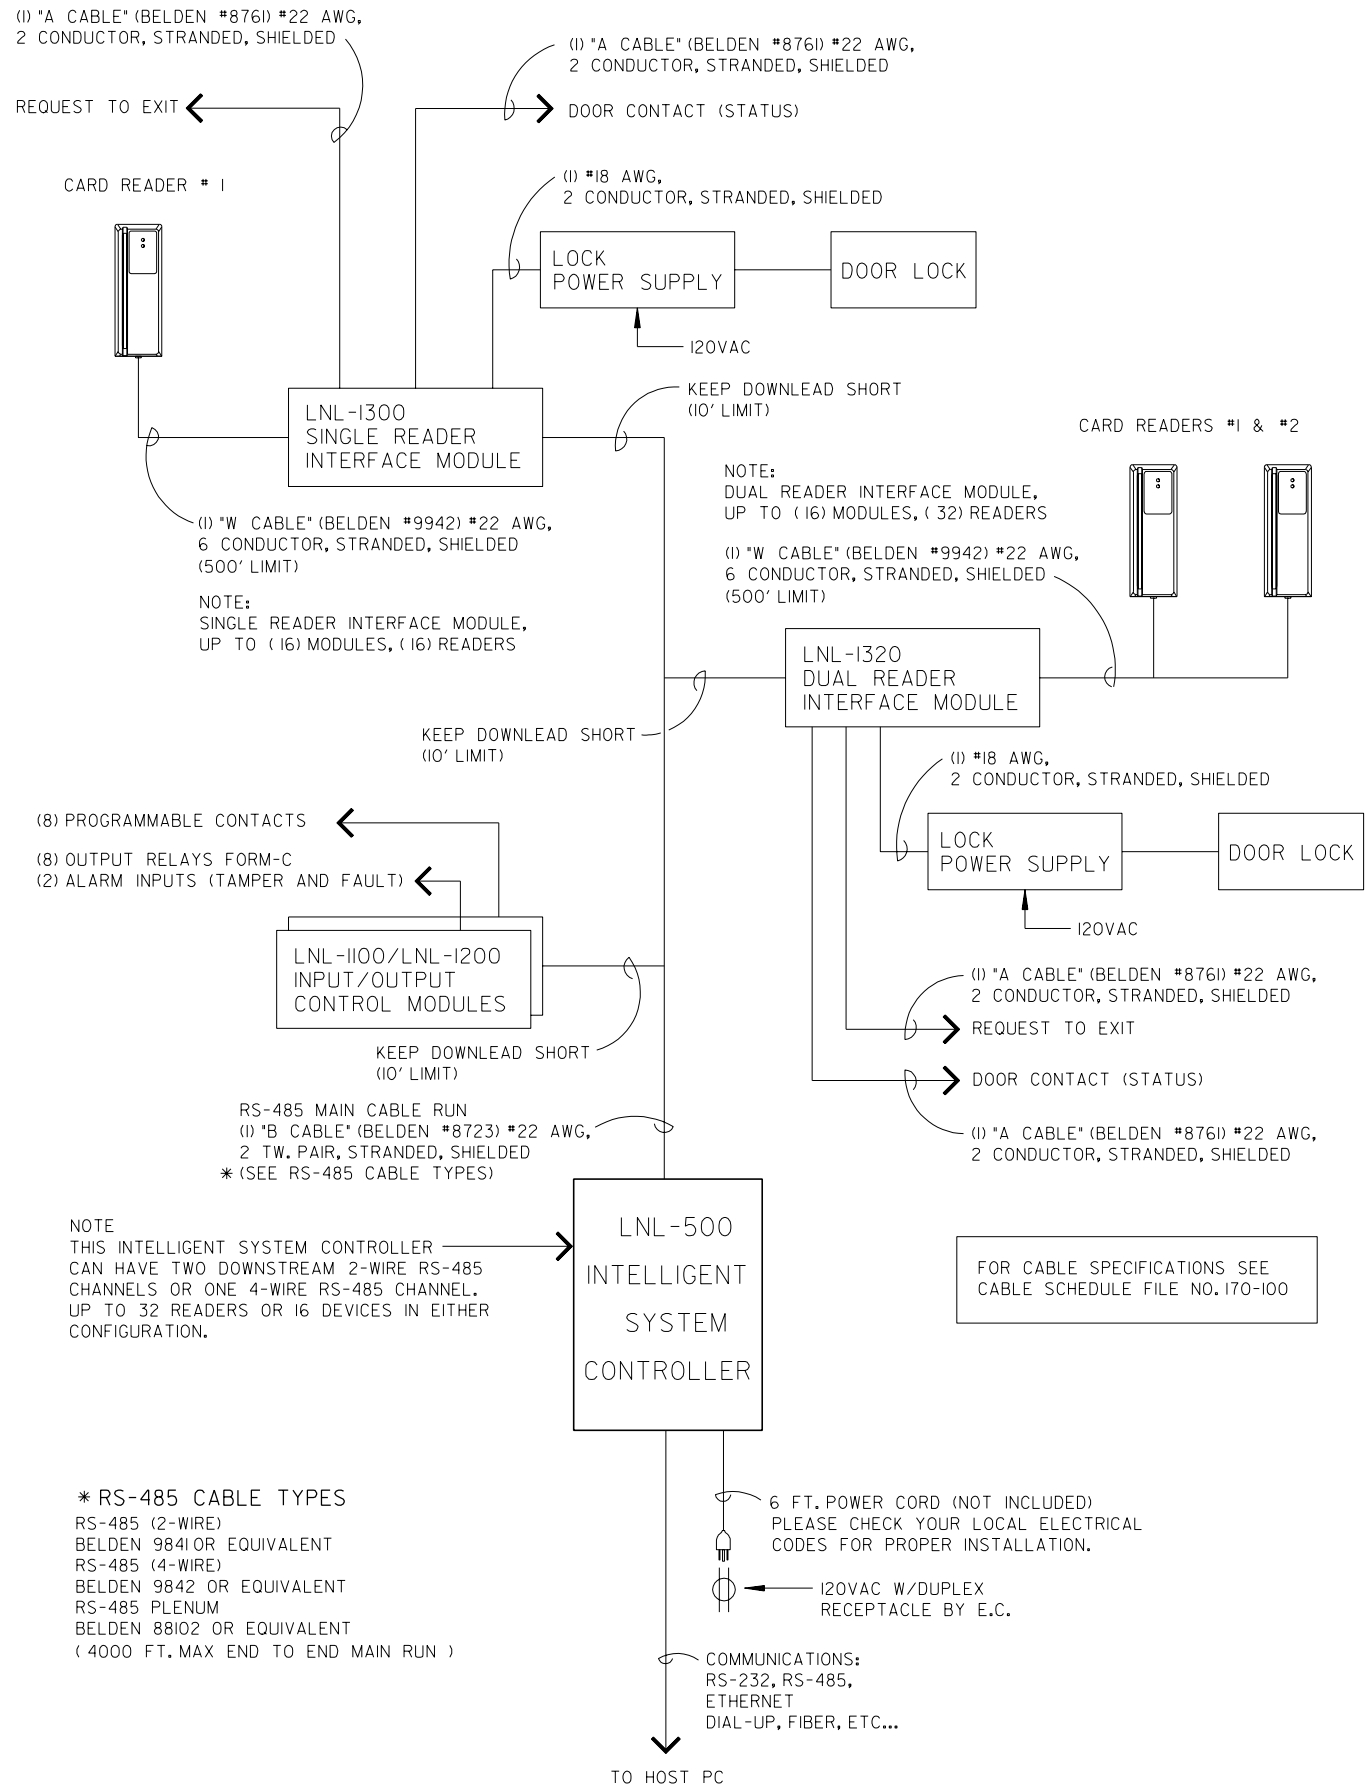 (1) "A CABLE" (BELDEN #8761) #22 AWG,
2 CONDUCTOR, STRANDED, SHIELDED
(1) "A CABLE" (BELDEN #8761) #22 AWG,
2 CONDUCTOR, STRANDED, SHIELDED
REQUEST TO EXIT
DOOR CONTACT (STATUS)
CARD READER # 1
(1) #18 AWG,
2 CONDUCTOR, STRANDED, SHIELDED
LOCK
POWER SUPPLY
DOOR LOCK
120VAC
KEEP DOWNLEAD SHORT
(10' LIMIT)
LNL-1300
SINGLE READER
INTERFACE MODULE
CARD READERS #1 & #2
NOTE:
DUAL READER INTERFACE MODULE,
UP TO (16) MODULES, (32) READERS
(1) "W CABLE" (BELDEN #9942) #22 AWG,
6 CONDUCTOR, STRANDED, SHIELDED
(500' LIMIT)
(1) "W CABLE" (BELDEN #9942) #22 AWG,
6 CONDUCTOR, STRANDED, SHIELDED
(500' LIMIT)
NOTE:
SINGLE READER INTERFACE MODULE,
UP TO (16) MODULES, (16) READERS
LNL-1320
DUAL READER
INTERFACE MODULE
KEEP DOWNLEAD SHORT
(10' LIMIT)
(1) #18 AWG,
2 CONDUCTOR, STRANDED, SHIELDED
(8) PROGRAMMABLE CONTACTS
(8) OUTPUT RELAYS FORM-C
(2) ALARM INPUTS (TAMPER AND FAULT)
LOCK
POWER SUPPLY
DOOR LOCK
120VAC
LNL-1100/LNL-1200
INPUT/OUTPUT
CONTROL MODULES
(1) "A CABLE" (BELDEN #8761) #22 AWG,
2 CONDUCTOR, STRANDED, SHIELDED
REQUEST TO EXIT
KEEP DOWNLEAD SHORT
(10' LIMIT)
DOOR CONTACT (STATUS)
RS-485 MAIN CABLE RUN
(1) "B CABLE" (BELDEN #8723) #22 AWG,
2 TW. PAIR, STRANDED, SHIELDED
* (SEE RS-485 CABLE TYPES)
(1) "A CABLE" (BELDEN #8761) #22 AWG,
2 CONDUCTOR, STRANDED, SHIELDED
NOTE
THIS INTELLIGENT SYSTEM CONTROLLER
CAN HAVE TWO DOWNSTREAM 2-WIRE RS-485
CHANNELS OR ONE 4-WIRE RS-485 CHANNEL.
UP TO 32 READERS OR 16 DEVICES IN EITHER
CONFIGURATION.
LNL-500
INTELLIGENT
SYSTEM
CONTROLLER
FOR CABLE SPECIFICATIONS SEE
CABLE SCHEDULE FILE NO. 170-100
* RS-485 CABLE TYPES
RS-485 (2-WIRE)
BELDEN 9841 OR EQUIVALENT
RS-485 (4-WIRE)
BELDEN 9842 OR EQUIVALENT
RS-485 PLENUM
BELDEN 88102 OR EQUIVALENT
( 4000 FT. MAX END TO END MAIN RUN )
6 FT. POWER CORD (NOT INCLUDED)
PLEASE CHECK YOUR LOCAL ELECTRICAL
CODES FOR PROPER INSTALLATION.
120VAC W/DUPLEX
RECEPTACLE BY E.C.
COMMUNICATIONS:
RS-232, RS-485,
ETHERNET
DIAL-UP, FIBER, ETC...
TO HOST PC